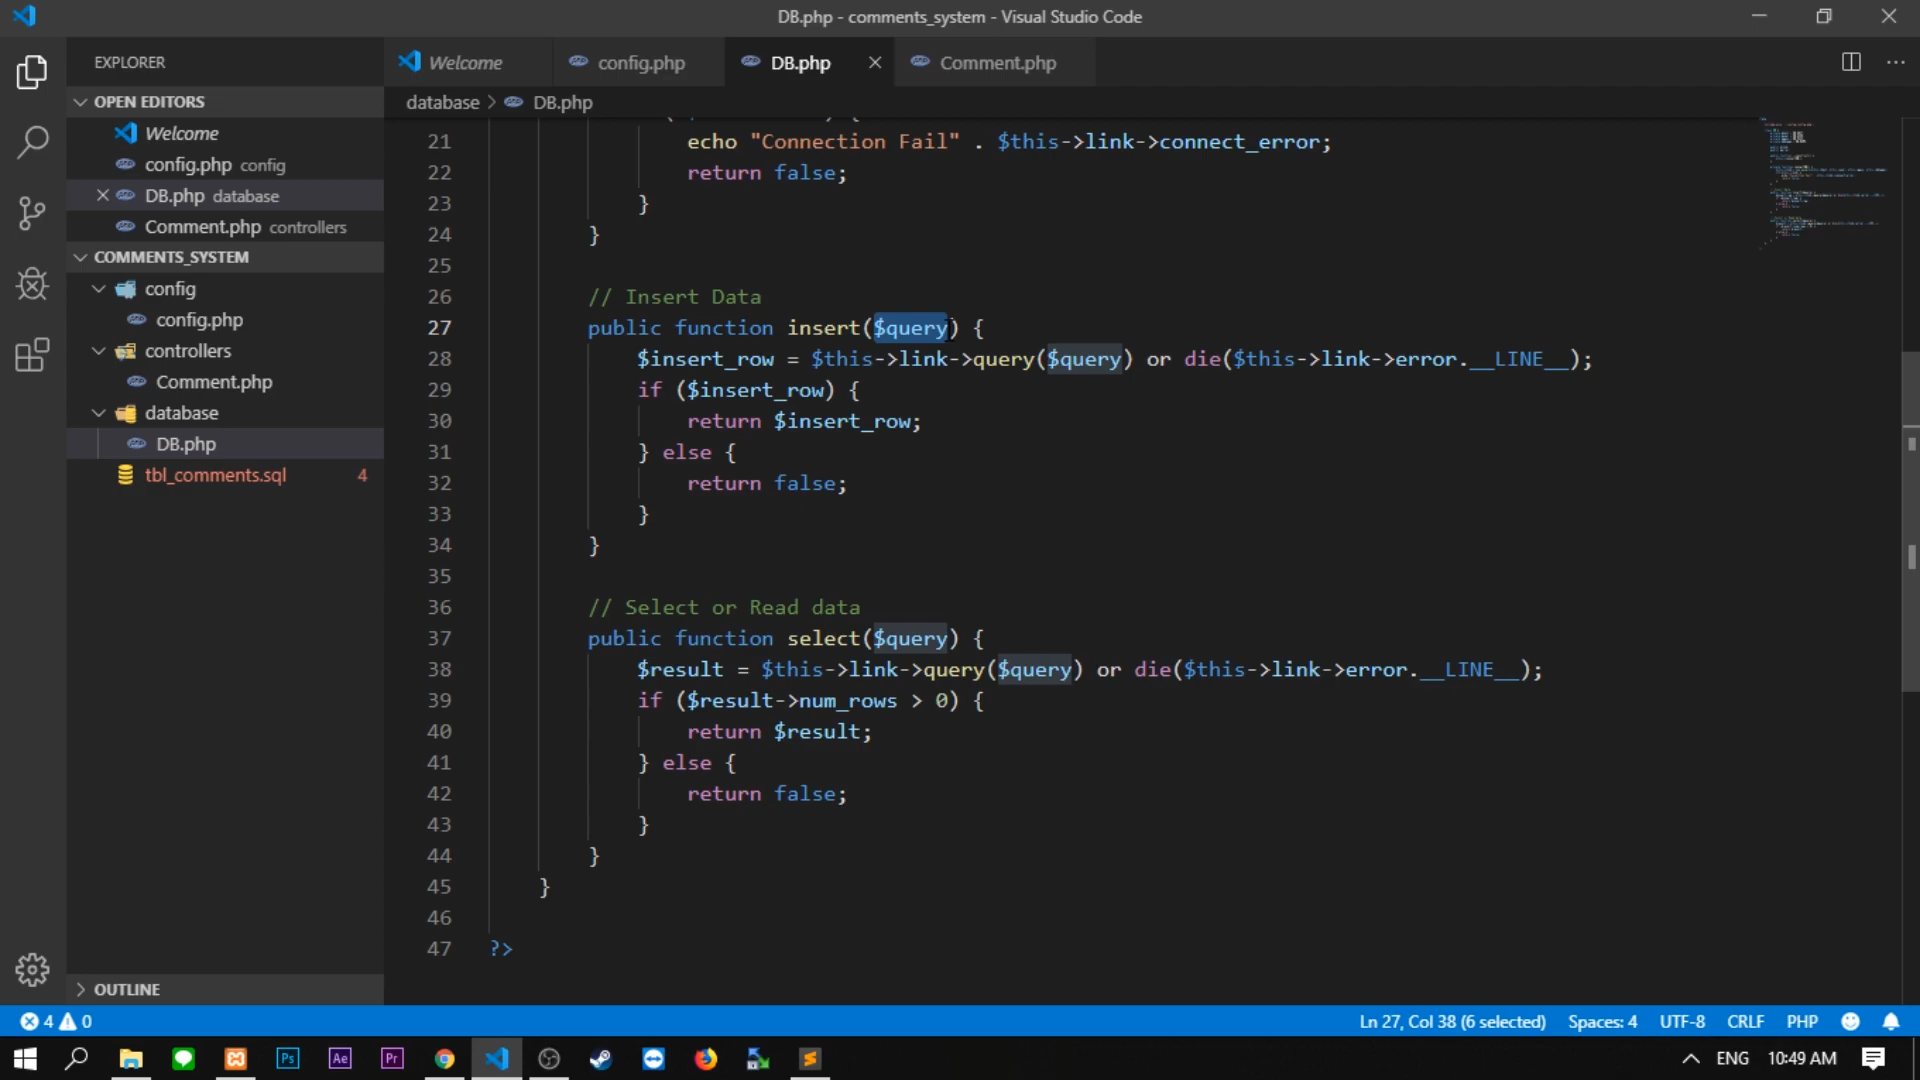 DB.php - comments_system - Visual Studio Code
EXPLORER
Welcome
config.php
DB.php
Comment.php
OPEN EDITORS
Welcome
config.php config
DB.php database
Comment.php controllers
COMMENTS_SYSTEM
config
config.php
controllers
Comment.php
database
DB.php
tbl_comments.sql 4
OUTLINE
database > DB.php
21 echo "Connection Fail" . $this->link->connect_error;
22 return false;
23 }
24 }
25
26 // Insert Data
27 public function insert($query) {
28 $insert_row = $this->link->query($query) or die($this->link->error.__LINE__);
29 if ($insert_row) {
30 return $insert_row;
31 } else {
32 return false;
33 }
34 }
35
36 // Select or Read data
37 public function select($query) {
38 $result = $this->link->query($query) or die($this->link->error.__LINE__);
39 if ($result->num_rows > 0) {
40 return $result;
41 } else {
42 return false;
43 }
44 }
45 }
46
47 ?>
4 0
Ln 27, Col 38 (6 selected)
Spaces: 4
UTF-8
CRLF
PHP
Ps
Ae
Pr
ENG
10:49 AM